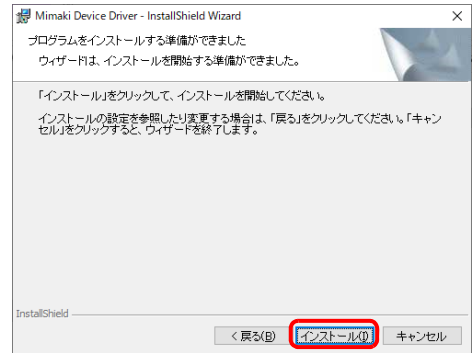 Mimaki Device Driver - InstallShield Wizard
プログラムをインストールする準備ができました
ウィザードは、インストールを開始する準備ができました。
「インストール」をクリックして、インストールを開始してください。
インストールの設定を参照したり変更する場合は、「戻る」をクリックしてください。「キャン
セル」をクリックすると、ウィザードを終了します。
InstallShield
< 戻る(B) インストール(I) キャンセル